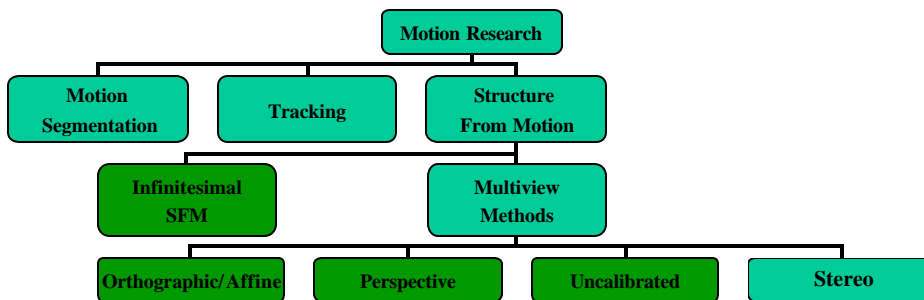 Motion Research
Motion
Segmentation
Tracking
Structure
From Motion
Infinitesimal
SFM
Multiview
Methods
Orthographic/Affine
Perspective
Uncalibrated
Stereo